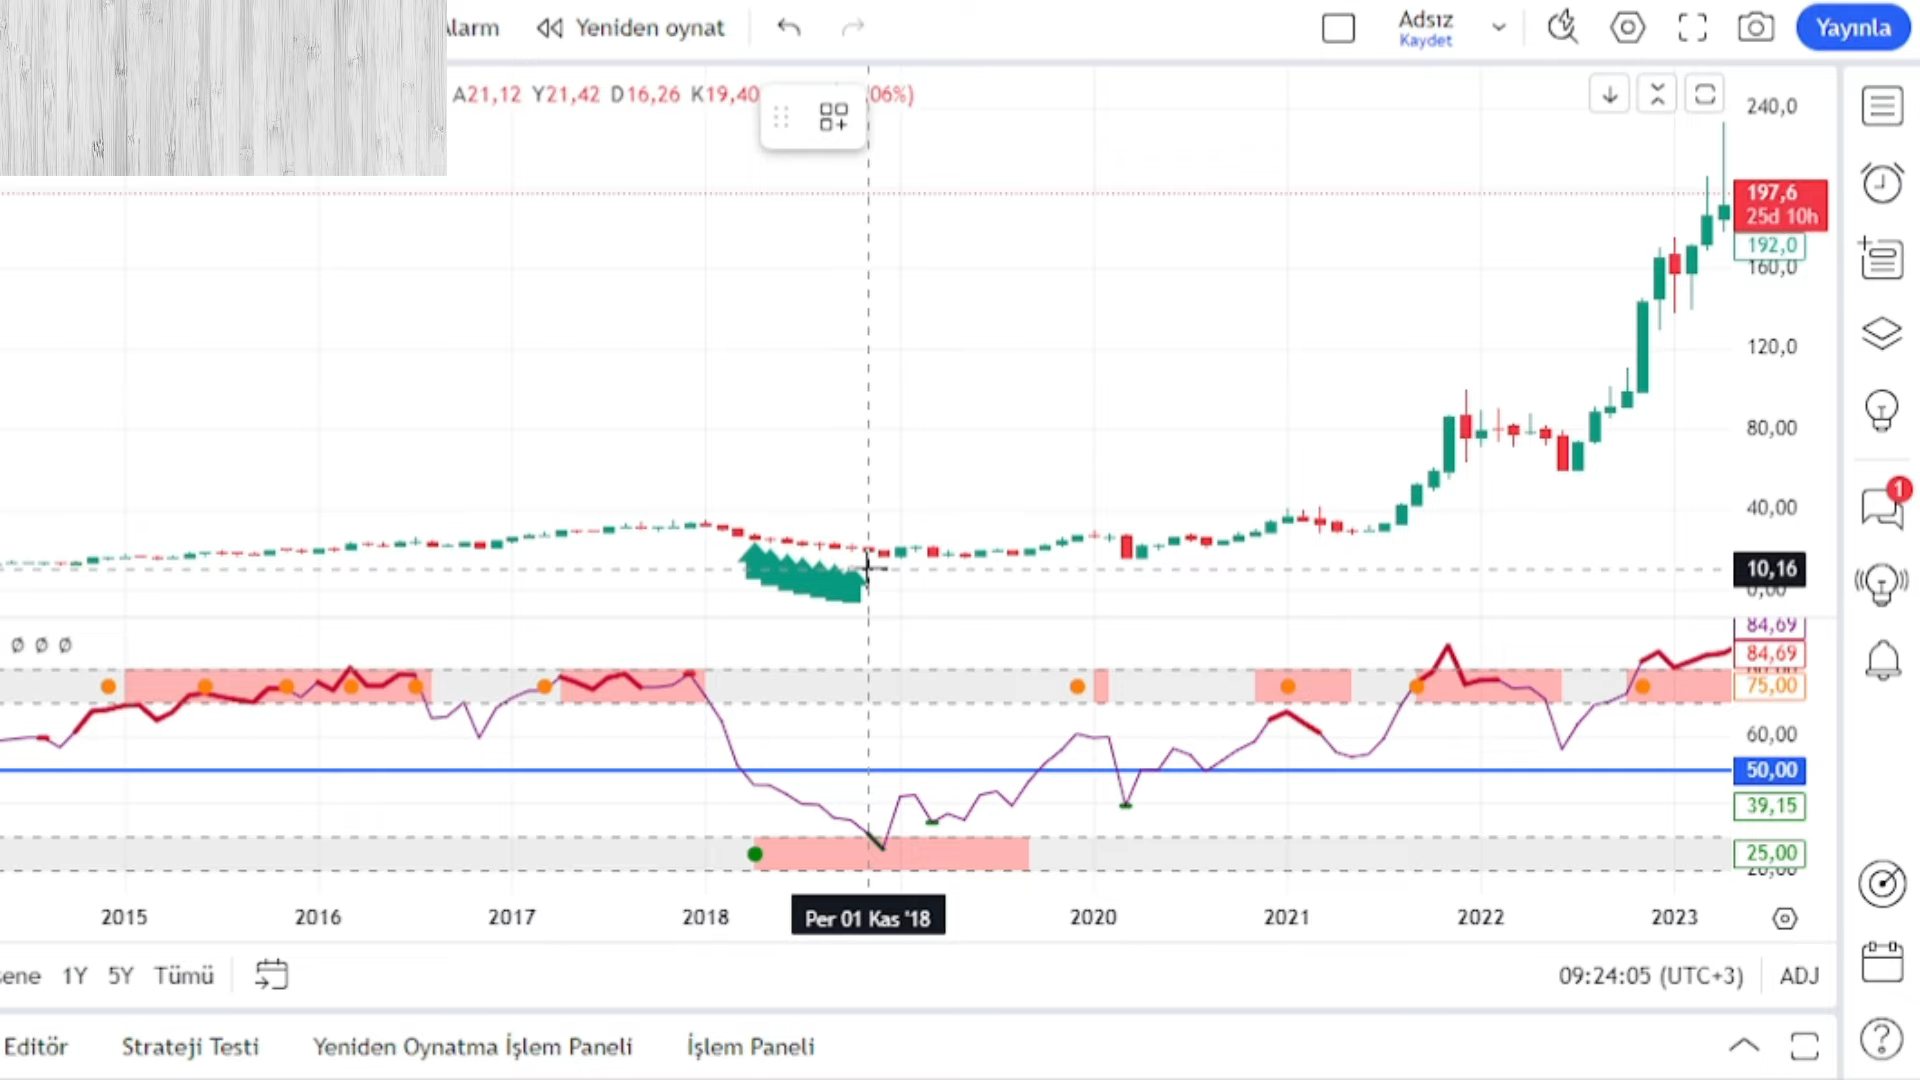 Alarm
Yeniden oynat
Adsız
Kaydet
Yayınla
A21,12 Y21,42 D16,26 K19,40
06%)
240,0
197,6
25d 10h
192,0
160,0
120,0
80,00
40,00
10,16
0,00
Ø Ø Ø
84,69
84,69
75,00
60,00
50,00
39,15
25,00
20,00
1
2015
2016
2017
2018
Per 01 Kas '18
2020
2021
2022
2023
ene 1Y 5Y Tümü
09:24:05 (UTC+3)
ADJ
Editör
Strateji Testi
Yeniden Oynatma İşlem Paneli
İşlem Paneli